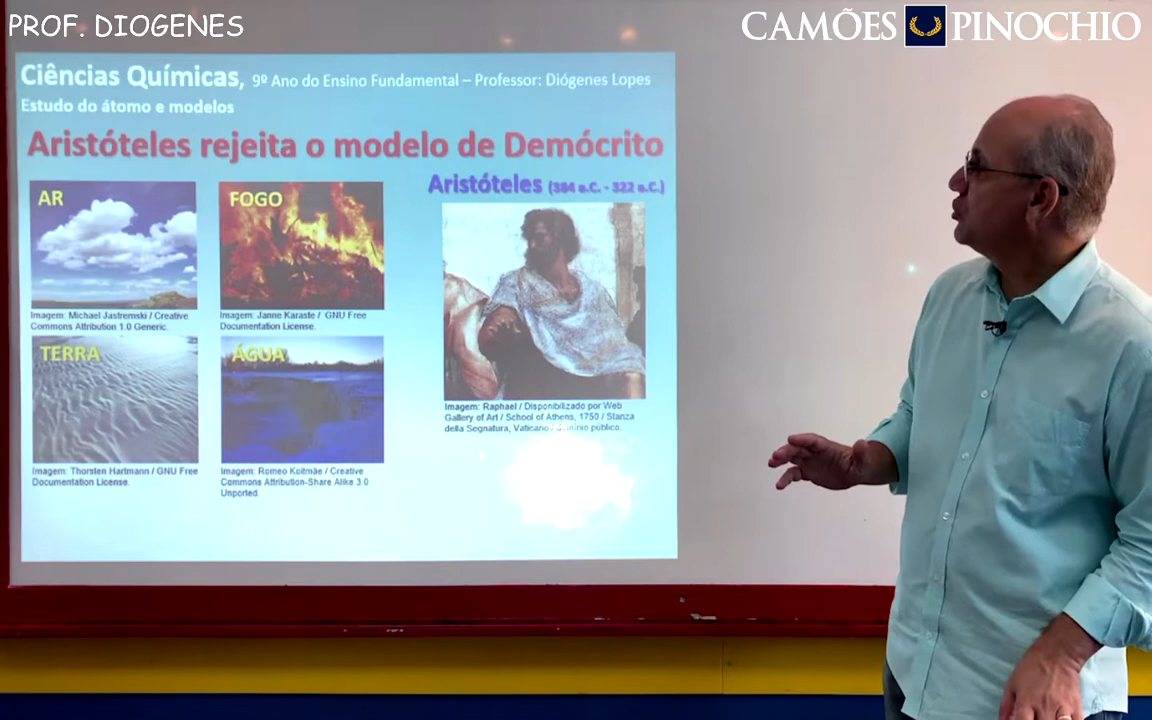 PROF. DIOGENES
CAMÕES PINOCHIO
Ciências Químicas, 9º Ano do Ensino Fundamental – Professor: Diógenes Lopes
Estudo do átomo e modelos
Aristóteles rejeita o modelo de Demócrito
Aristóteles (384 a.C. - 322 a.C.)
AR
FOGO
Imagem: Michael Jastremski / Creative
Commons Attribution 1.0 Generic.
Imagem: Janne Karaste / GNU Free
Documentation License.
TERRA
ÁGUA
Imagem: Raphael / Disponibilizado por Web
Gallery of Art / School of Athens, 1750 / Stanza
della Segnatura, Vaticano / domínio público.
Imagem: Thorsten Hartmann / GNU Free
Documentation License.
Imagem: Romeo Koitmäe / Creative
Commons Attribution-Share Alike 3.0
Unported.